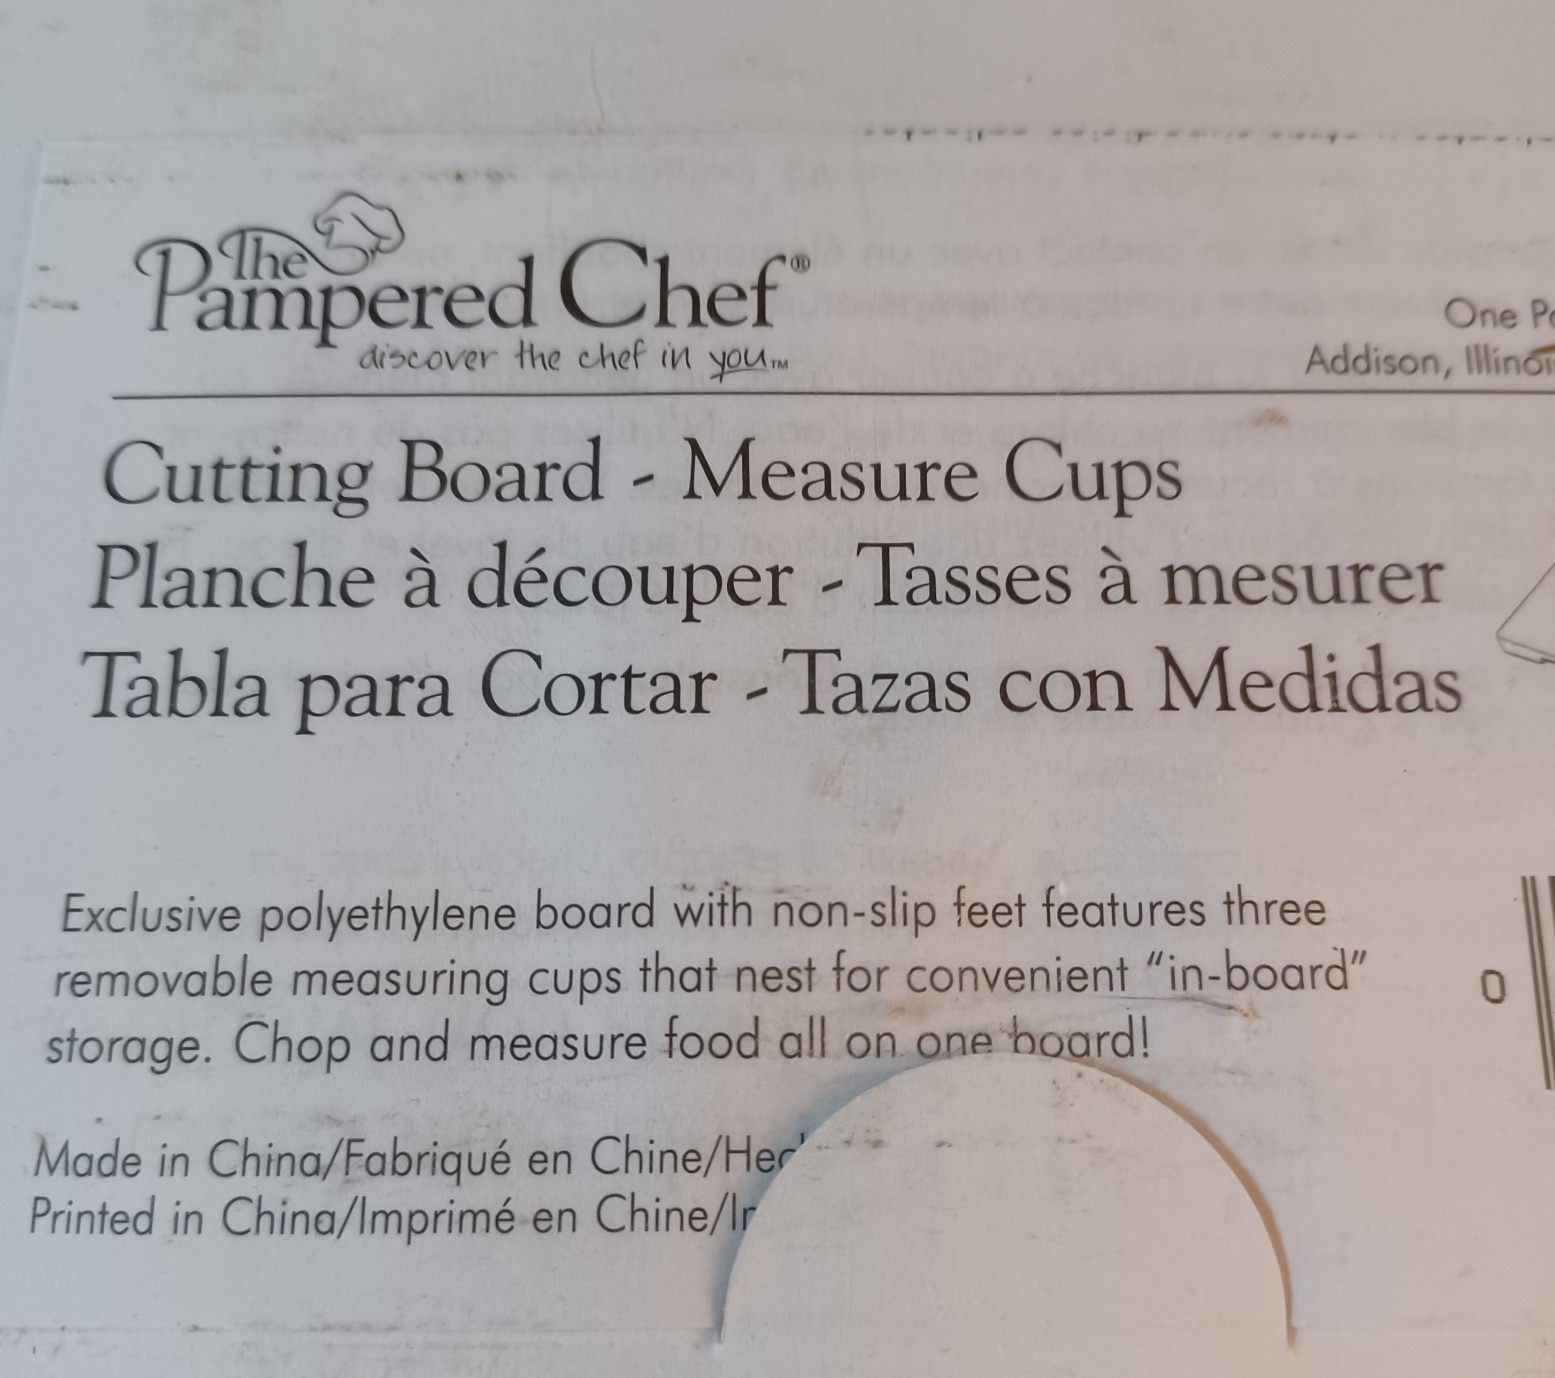 The
Pampered Chef®
discover the chef in you™
One
Addison,
Cutting Board - Measure Cups
Planche à découper - Tasses à mesurer
Tabla para Cortar - Tazas con Medidas
Exclusive polyethylene board with non-slip feet features three
removable measuring cups that nest for convenient “in-board”
storage. Chop and measure food all on one board!
0
Made in China/Fabriqué en Chine/
Printed in China/Imprimé en Chine/